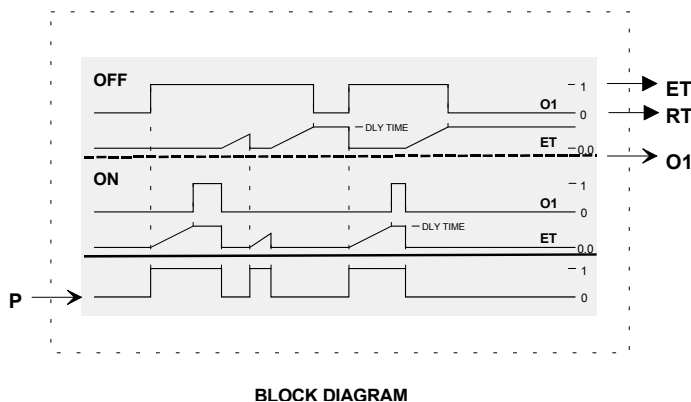 OFF
1
ET
O1
0
RT
DLY TIME
ET
0.0
O1
ON
1
O1
0
DLY TIME
ET
0.0
1
P
0
BLOCK DIAGRAM